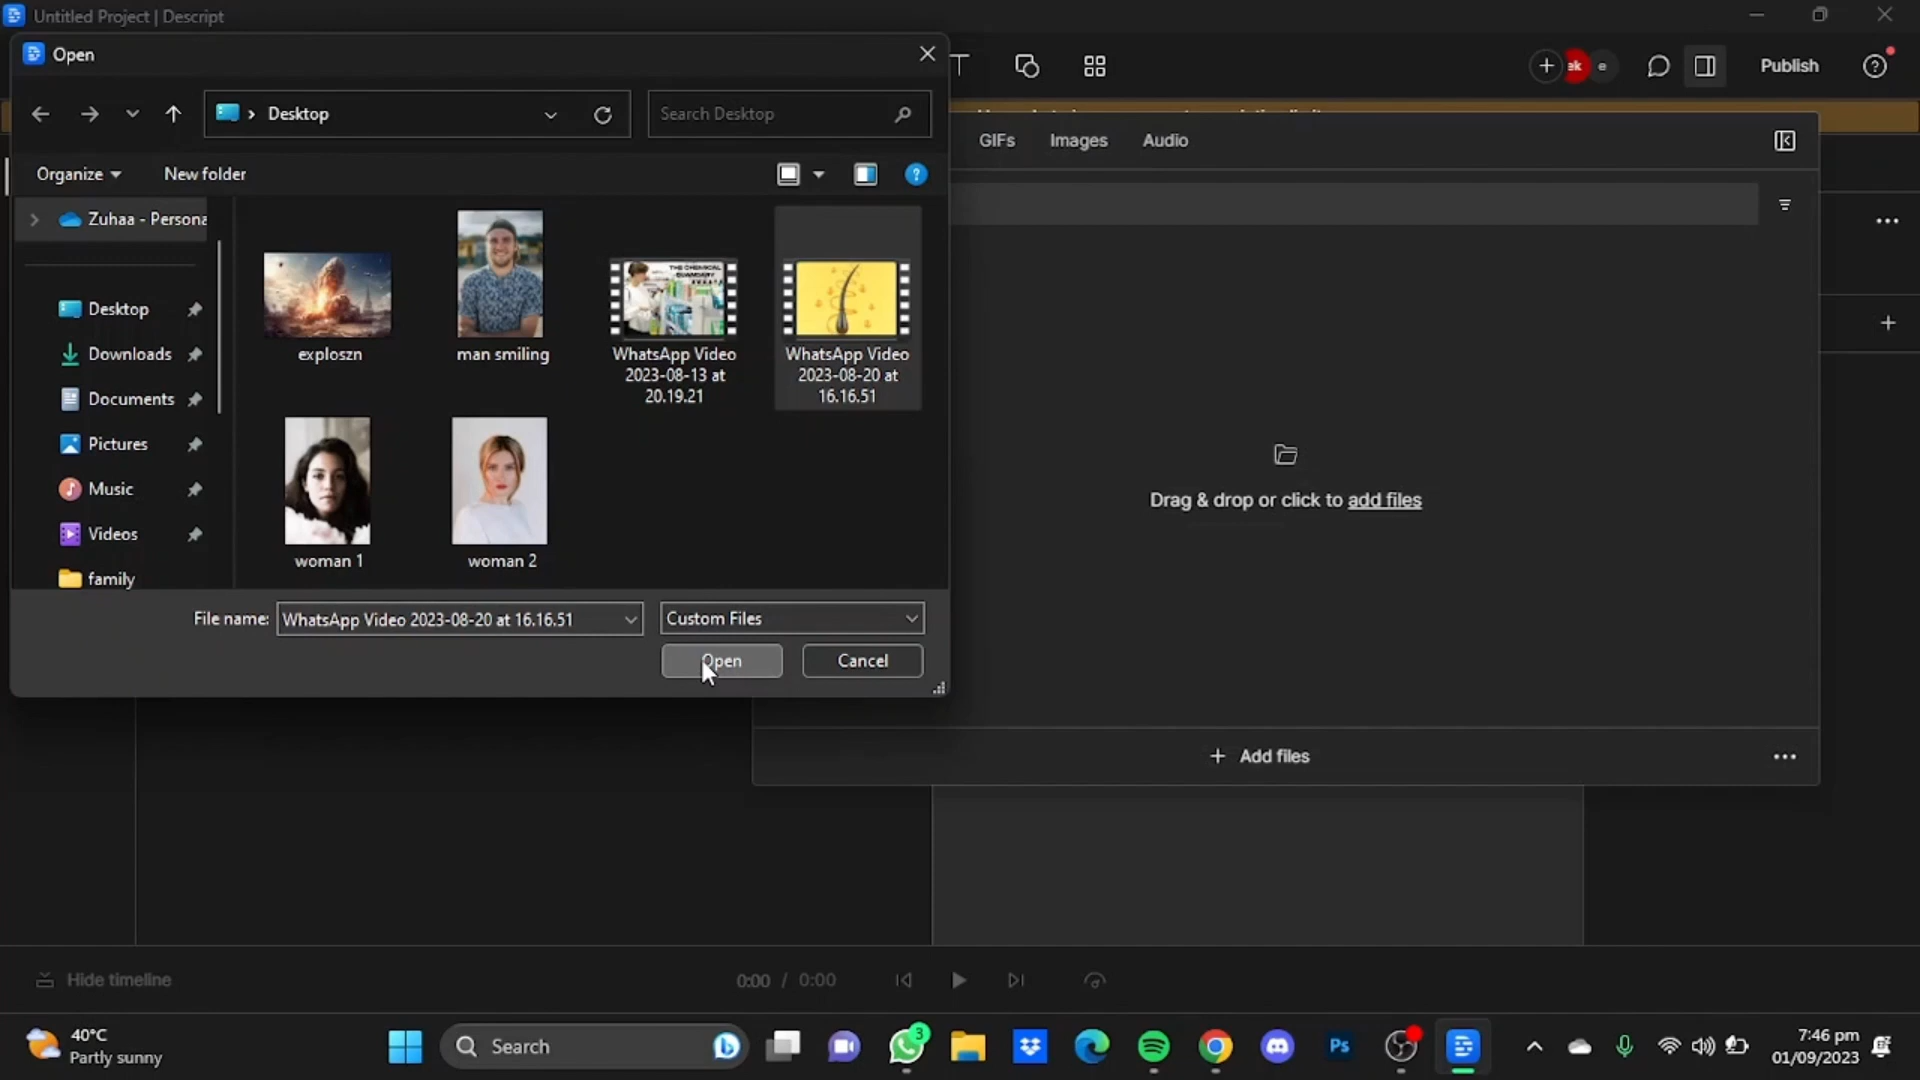 Untitled Project | Descript
Open
Publish
Desktop
Search Desktop
GIFs Images Audio
Organize New folder
Zuhaa - Persona
Desktop
Downloads
Documents
Pictures
Music
Videos
family
exploszn
man smiling
WhatsApp Video
2023-08-13 at
20.19.21
WhatsApp Video
2023-08-20 at
16.16.51
woman 1
woman 2
File name: WhatsApp Video 2023-08-20 at 16.16.51 Custom Files
Open Cancel
Drag & drop or click to add files
+ Add files
Hide timeline
0:00 / 0:00
40°C
Partly sunny
Search
3
Ps
7:46 pm
01/09/2023